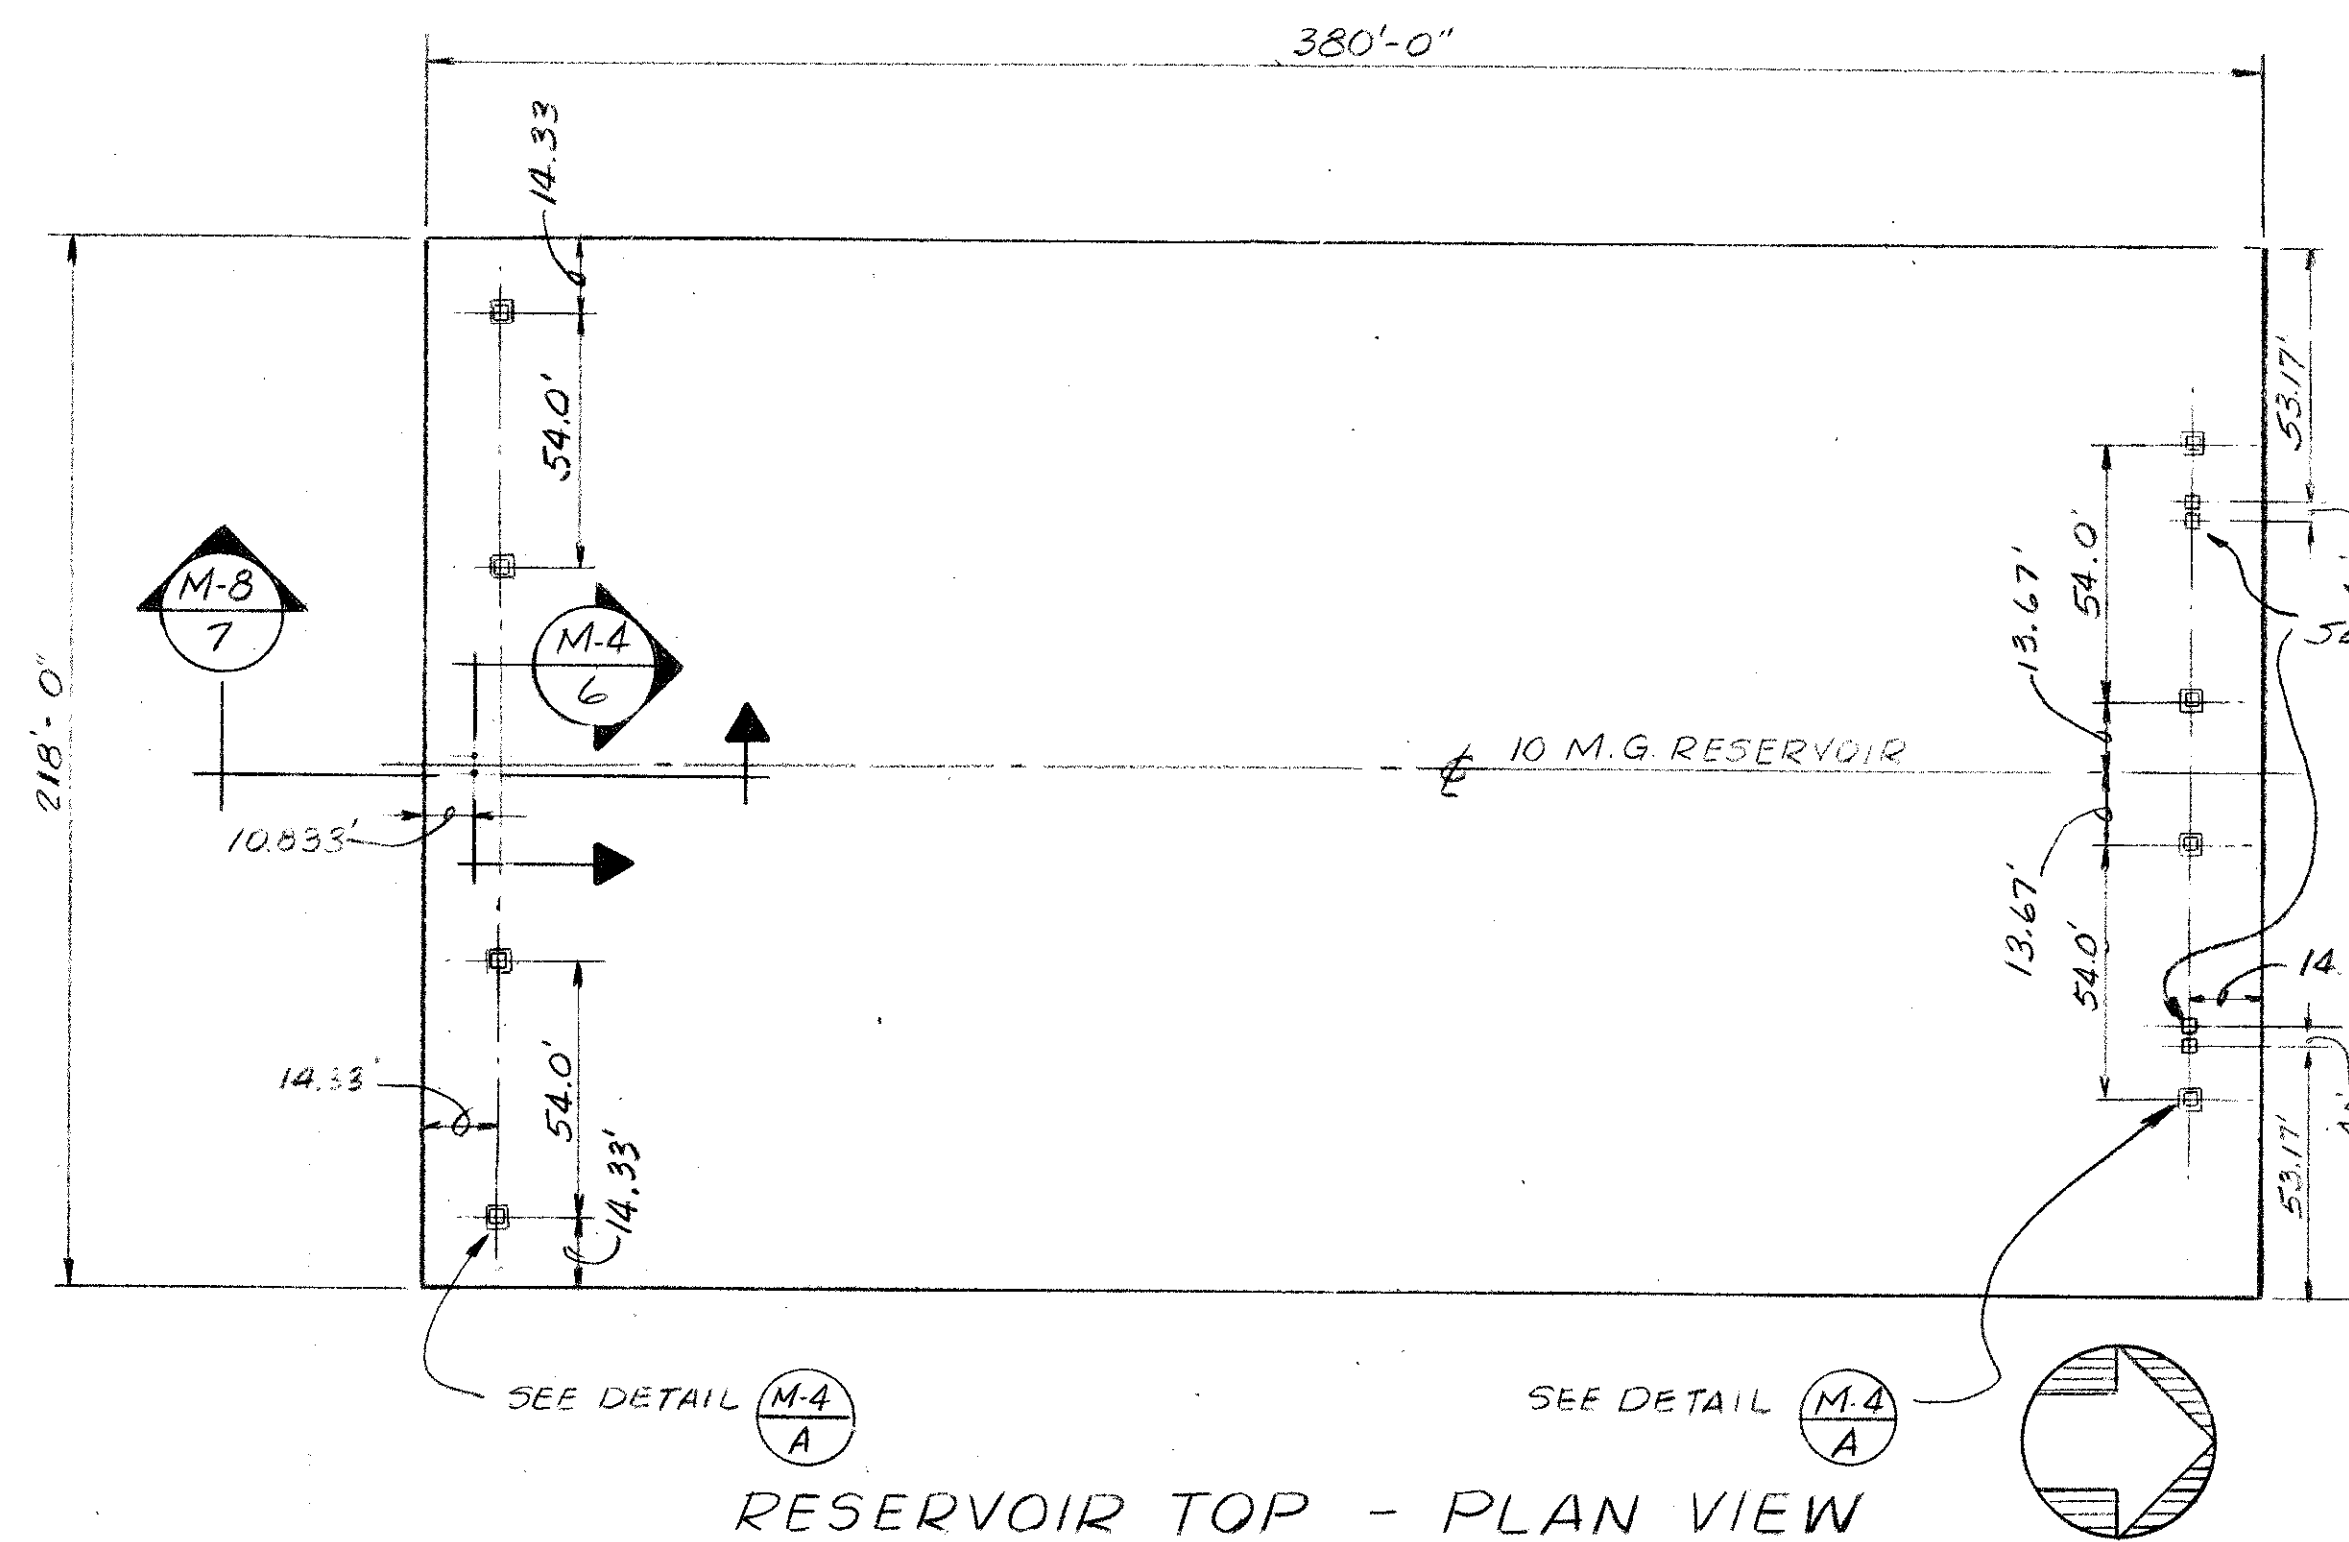 380'-0"
14.33
54.0'
53.17'
M-8
7
M-4
6
54.0'
13.67'
218'-0"
℄ 10 M.G. RESERVOIR
10.833'
13.67'
54.0'
14.
14.33'
54.0'
14.33'
53.17'
SEE DETAIL M-4
A
SEE DETAIL M-4
A
RESERVOIR TOP - PLAN VIEW